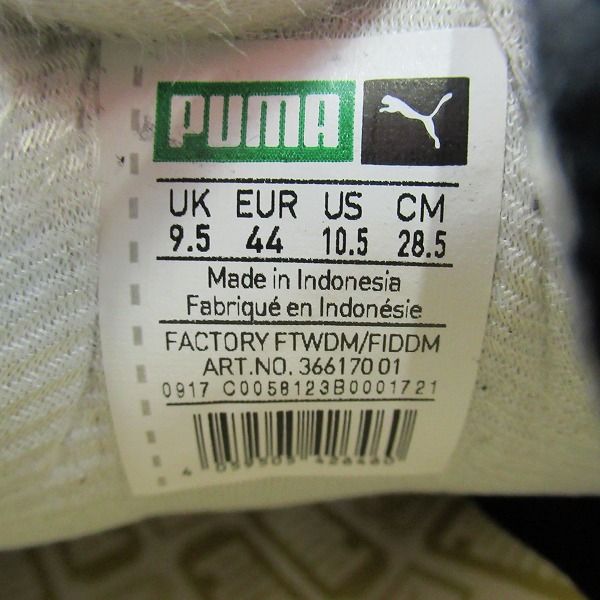 PUMA
UK EUR US CM
9.5 44 10.5 28.5
Made in Indonesia
Fabriqué en Indonésie
FACTORY FTWDM/FIDDM
ART.NO. 366170 01
0917 C0058123B0001721